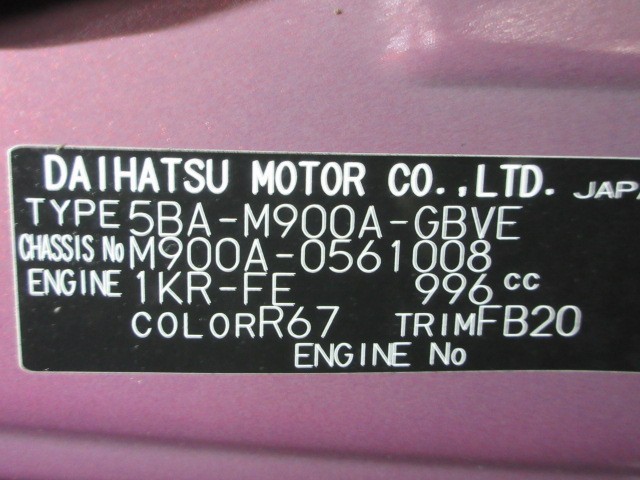 DAIHATSU MOTOR CO.,LTD. JAPA
TYPE 5BA-M900A-GBVE
CHASSIS No M900A-0561008
ENGINE 1KR-FE 996 cc
COLOR R67 TRIM FB20
ENGINE No